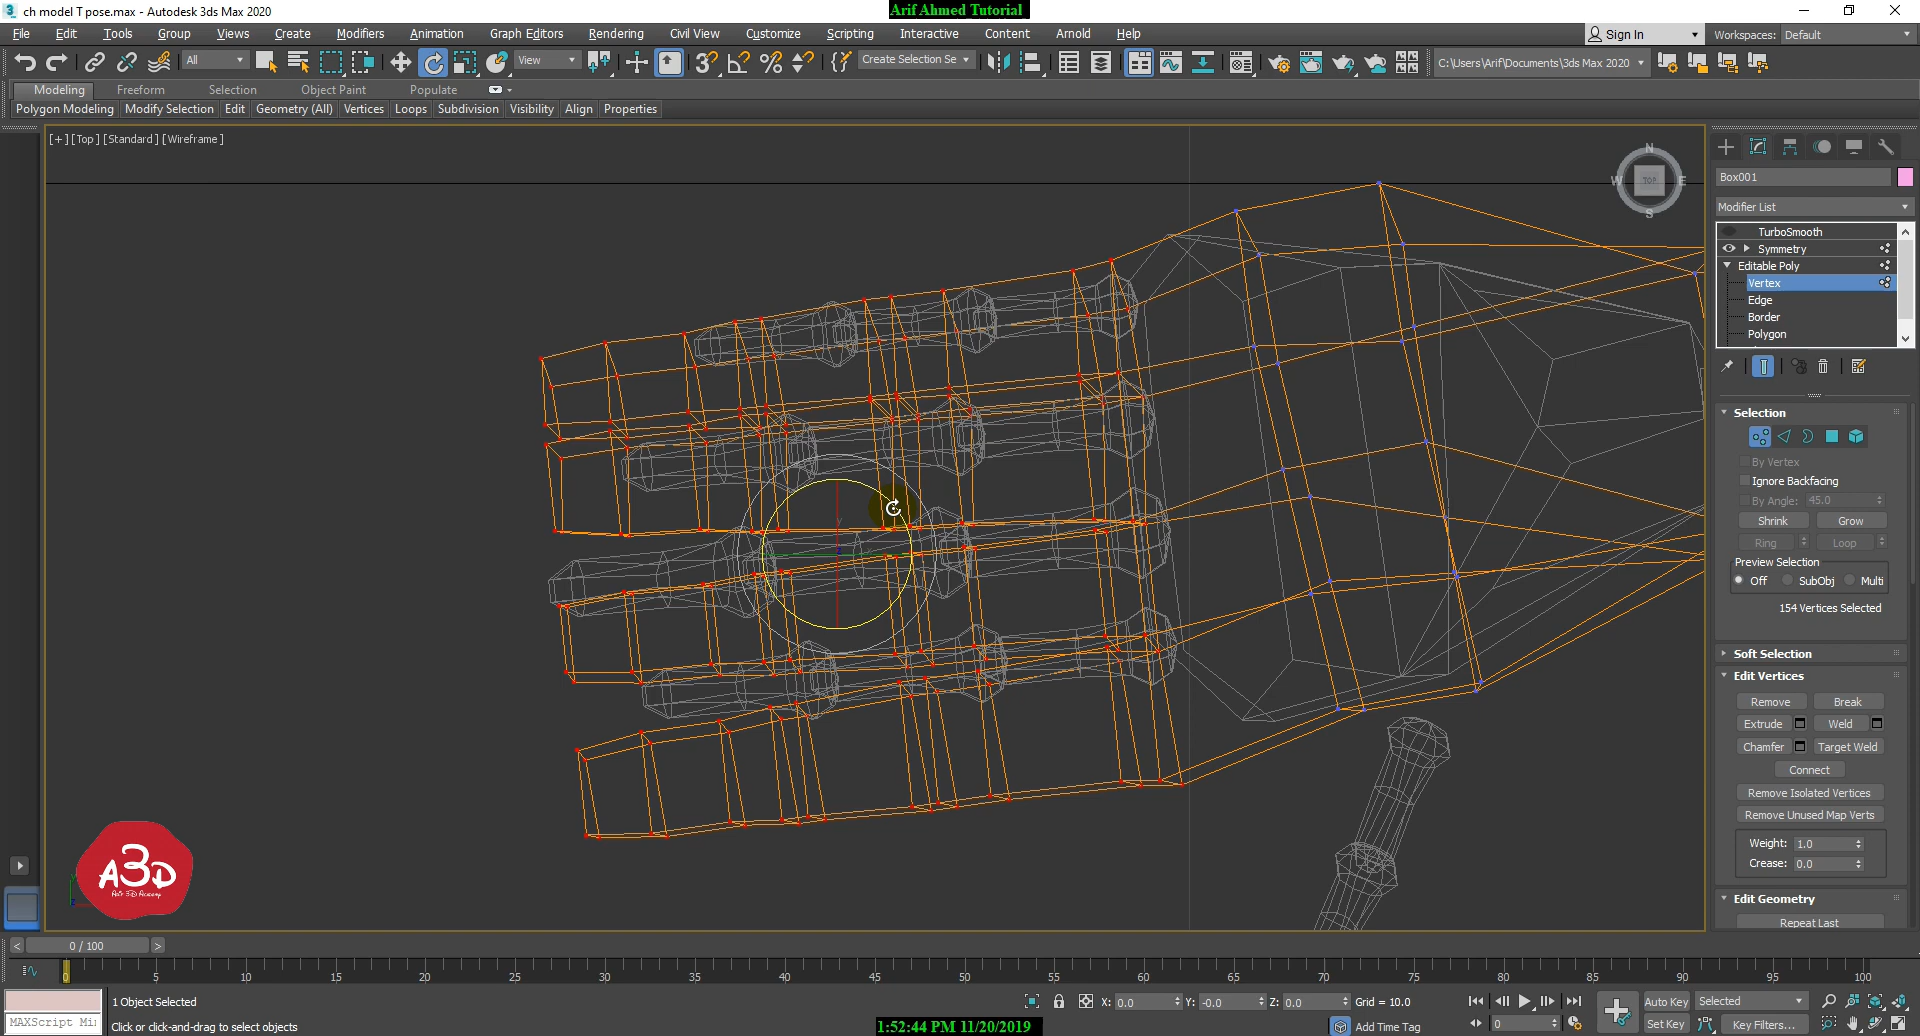 ch model T pose.max - Autodesk 3ds Max 2020
Arif Ahmed Tutorial
File Edit Tools Group Views Create Modifiers Animation Graph Editors Rendering Civil View Customize Scripting Interactive Content Arnold Help
Sign In
Workspaces: Default
All
View
Create Selection Se
C:\Users\Arif\Documents\3ds Max 2020
Modeling Freeform Selection Object Paint Populate
Polygon Modeling Modify Selection Edit Geometry (All) Vertices Loops Subdivision Visibility Align Properties
[+] [Top] [Standard] [Wireframe]
N
W TOP E
S
Box001
Modifier List
TurboSmooth
Symmetry
Editable Poly
Vertex
Edge
Border
Polygon
Selection
By Vertex
Ignore Backfacing
By Angle: 45.0
Shrink Grow
Ring Loop
Preview Selection
Off SubObj Multi
154 Vertices Selected
Soft Selection
Edit Vertices
Remove Break
Extrude Weld
Chamfer Target Weld
Connect
Remove Isolated Vertices
Remove Unused Map Verts
Weight: 1.0
Crease: 0.0
Edit Geometry
Repeat Last
A3D
Arif 3D Academy
< 0 / 100 >
0 5 10 15 20 25 30 35 40 45 50 55 60 65 70 75 80 85 90 95 100
1 Object Selected
X: 0.0 Y: -0.0 Z: 0.0 Grid = 10.0
Auto Key Selected
MAXScript Mi
Click or click-and-drag to select objects
1:52:44 PM 11/20/2019
Add Time Tag
0
Set Key Key Filters...